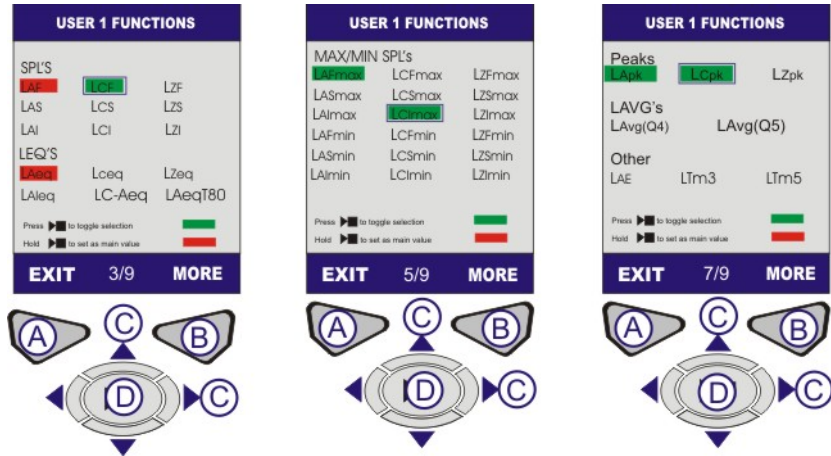 USER 1 FUNCTIONS
SPL'S
LAF LCF LZF
LAS LCS LZS
LAI LCI LZI
LEQ'S
LAeq Lceq LZeq
LAIeq LC-Aeq LAeqT80
Press to toggle selection
Hold to set as main value
EXIT 3/9 MORE
A C B
D C
USER 1 FUNCTIONS
MAX/MIN SPL's
LAFmax LCFmax LZFmax
LASmax LCSmax LZSmax
LAImax LCImax LZImax
LAFmin LCFmin LZFmin
LASmin LCSmin LZSmin
LAImin LCImin LZImin
Press to toggle selection
Hold to set as main value
EXIT 5/9 MORE
A C B
D C
USER 1 FUNCTIONS
Peaks
LApk LCpk LZpk
LAVG's
LAvg(Q4) LAvg(Q5)
Other
LAE LTm3 LTm5
Press to toggle selection
Hold to set as main value
EXIT 7/9 MORE
A C B
D C